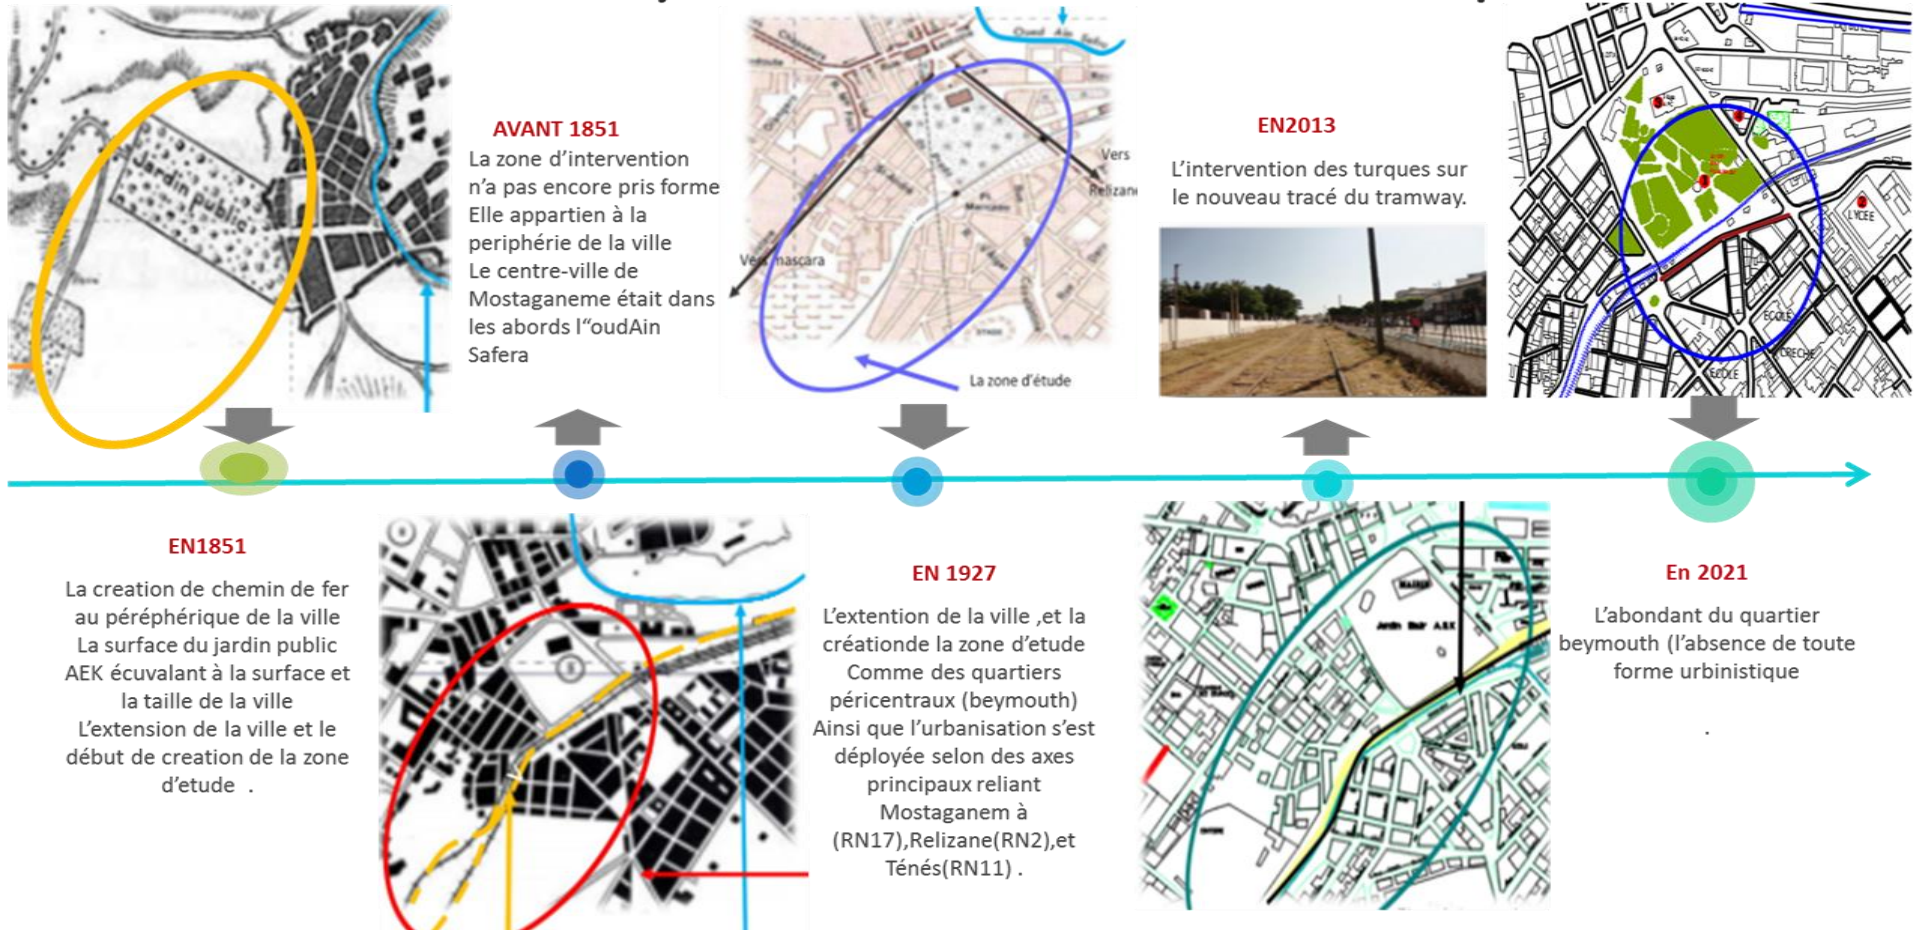 Jardin public
AVANT 1851
La zone d'intervention
n'a pas encore pris forme
Elle appartien à la
periphérie de la ville
Le centre-ville de
Mostaganeme était dans
les abords l"oudAin
Safera
Oued Ain Sefra
Vers
Relizane
Vers mascara
STADE
La zone d'étude
EN2013
L'intervention des turques sur
le nouveau tracé du tramway.
LYCEE
ECOLE
CRECHE
ECOLE
EN1851
La creation de chemin de fer
au péréphérique de la ville
La surface du jardin public
AEK écuvalant à la surface et
la taille de la ville
L'extension de la ville et le
début de creation de la zone
d'etude .
EN 1927
L'extention de la ville ,et la
créationde la zone d'etude
Comme des quartiers
péricentraux (beymouth)
Ainsi que l'urbanisation s'est
déployée selon des axes
principaux reliant
Mostaganem à
(RN17),Relizane(RN2),et
Ténés(RN11) .
MAIRIE
En 2021
L'abondant du quartier
beymouth (l'absence de toute
forme urbinistique
.